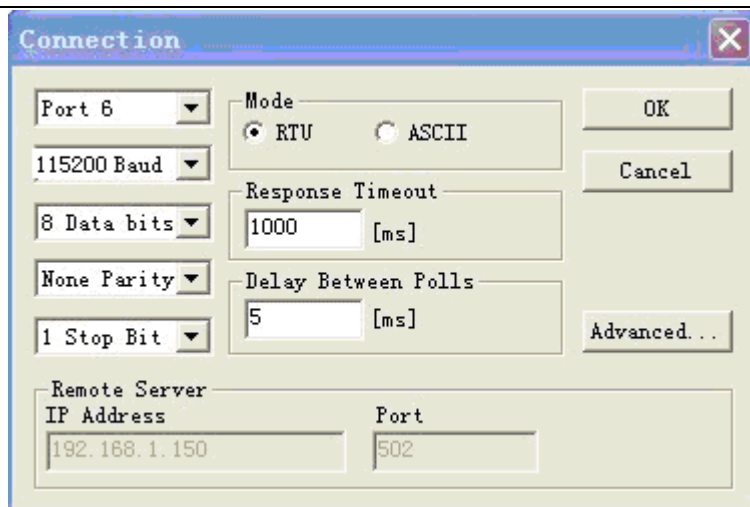 Connection
Port 6
115200 Baud
8 Data bits
None Parity
1 Stop Bit
Mode
RTU ASCII
Response Timeout
1000 [ms]
Delay Between Polls
5 [ms]
OK
Cancel
Advanced...
Remote Server
IP Address Port
192.168.1.150 502